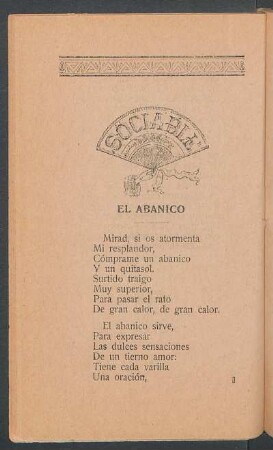 SOCIABLE
EL ABANICO
Mirad, si os atormenta
Mi resplandor,
Cómprame un abanico
Y un quitasol.
Surtido traigo
Muy superior,
Para pasar el rato
De gran calor, de gran calor.
El abanico sirve,
Para expresar
Las dulces sensaciones
De un tierno amor:
Tiene cada varilla
Una oración,
3